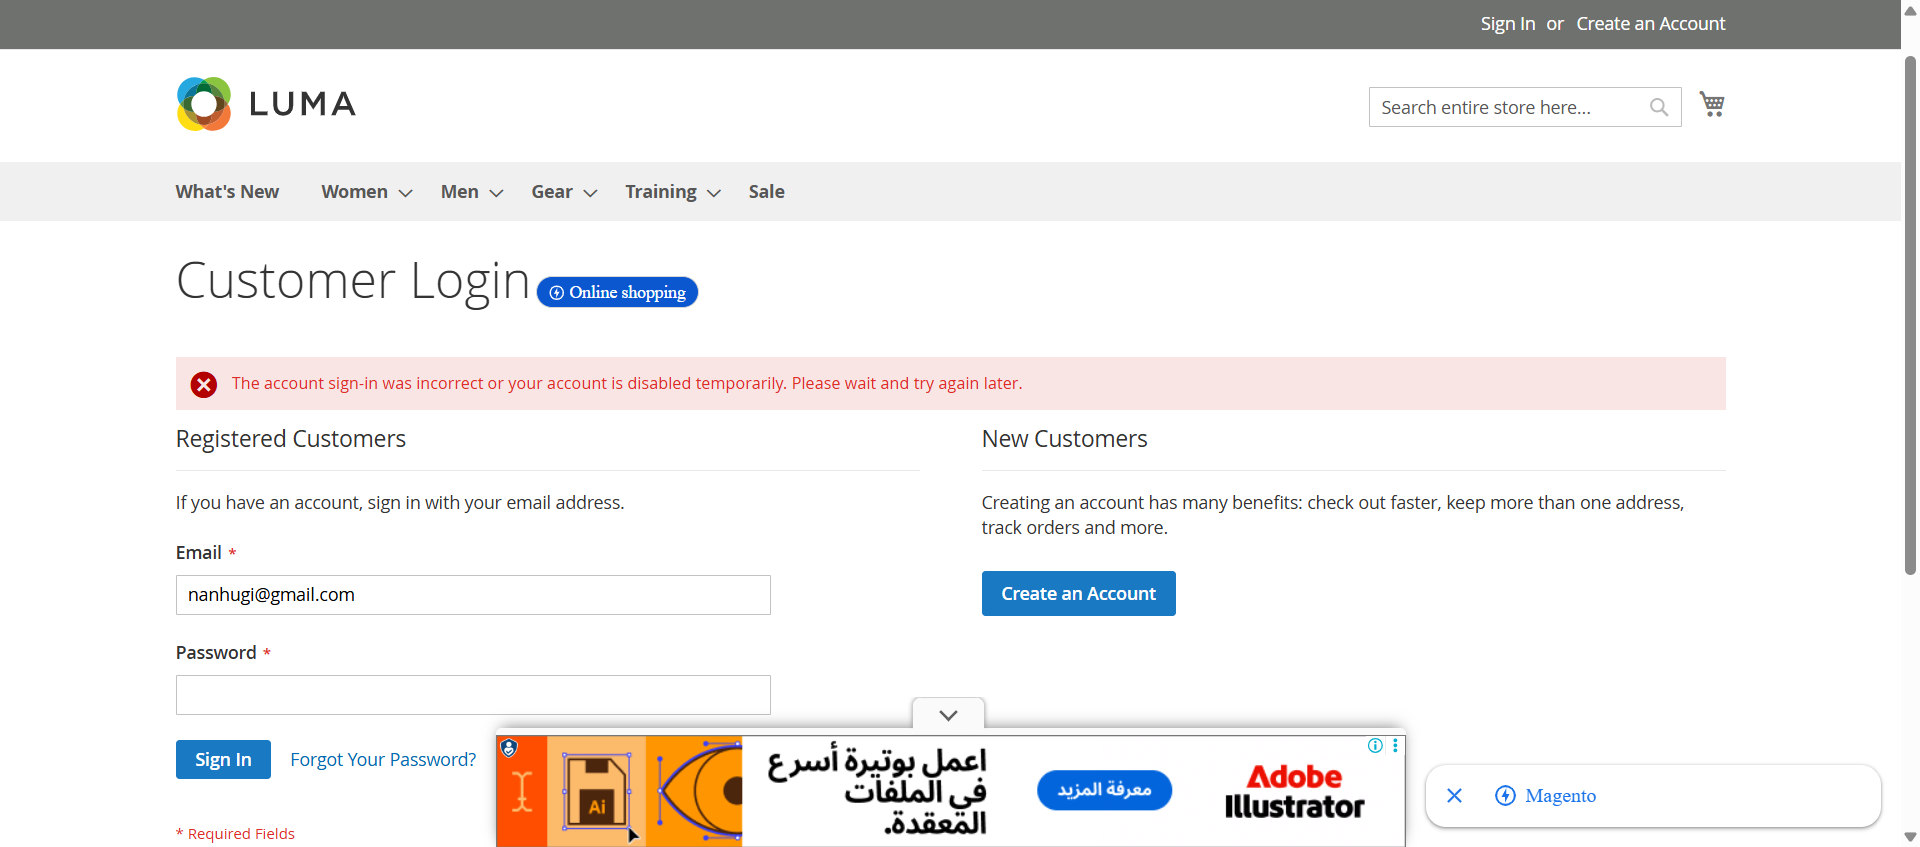 Sign In or Create an Account
LUMA
Search entire store here...
What's New Women Men Gear Training Sale
Customer Login
Online shopping
The account sign-in was incorrect or your account is disabled temporarily. Please wait and try again later.
Registered Customers
If you have an account, sign in with your email address.
Email *
nanhugi@gmail.com
Password *
Sign In Forgot Your Password?
* Required Fields
New Customers
Creating an account has many benefits: check out faster, keep more than one address,
track orders and more.
Create an Account
Ai
اعمل بوتيرة أسرع
في الملفات
المعقدة.
معرفة المزيد
Adobe
Illustrator
Magento